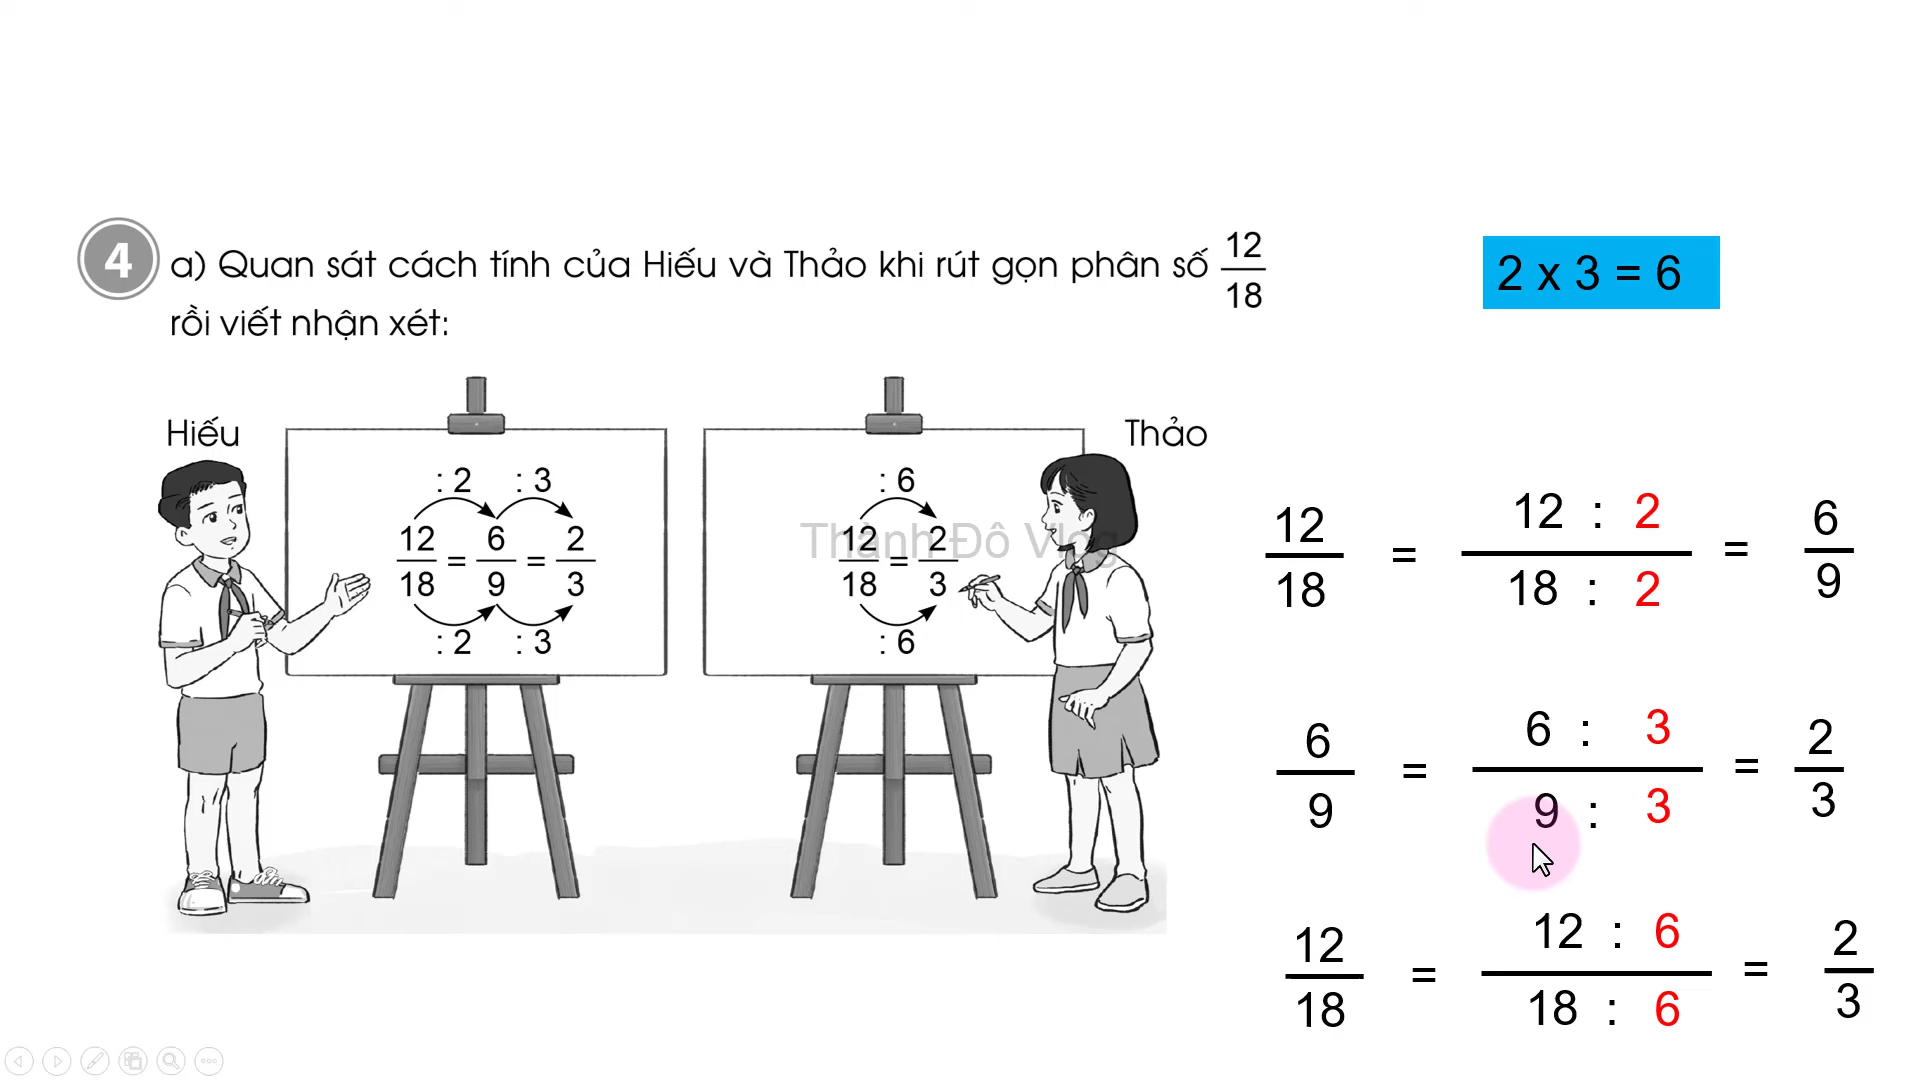 4
a) Quan sát cách tính của Hiếu và Thảo khi rút gọn phân số 12/18
rồi viết nhận xét:
2 x 3 = 6
Hiếu
: 2 : 3
12/18 = 6/9 = 2/3
: 2 : 3
Thảo
: 6
12/18 = 2/3
: 6
Thành Đô Vlog
12/18 = 12 : 2/18 : 2 = 6/9
6/9 = 6 : 3/9 : 3 = 2/3
12/18 = 12 : 6/18 : 6 = 2/3